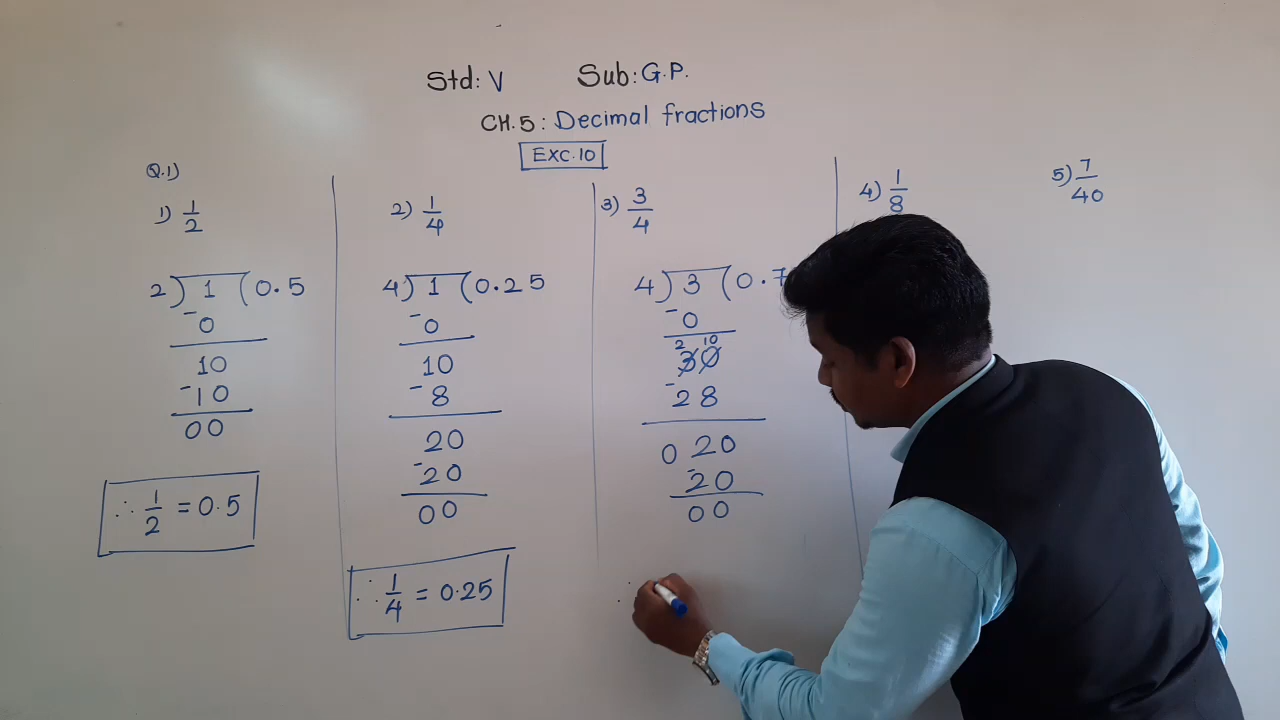 Std: V Sub: G.P.
CH.5: Decimal fractions
EXC.10
Q.1)
1) 1/2
2) 1 ( 0.5
-0
10
-10
00
∴ 1/2 = 0.5
2) 1/4
4) 1 ( 0.25
-0
10
-8
20
-20
00
∴ 1/4 = 0.25
3) 3/4
4) 3 ( 0.7
-0
2 10
30
-28
0 20
-20
00
4) 1/8
5) 7/40